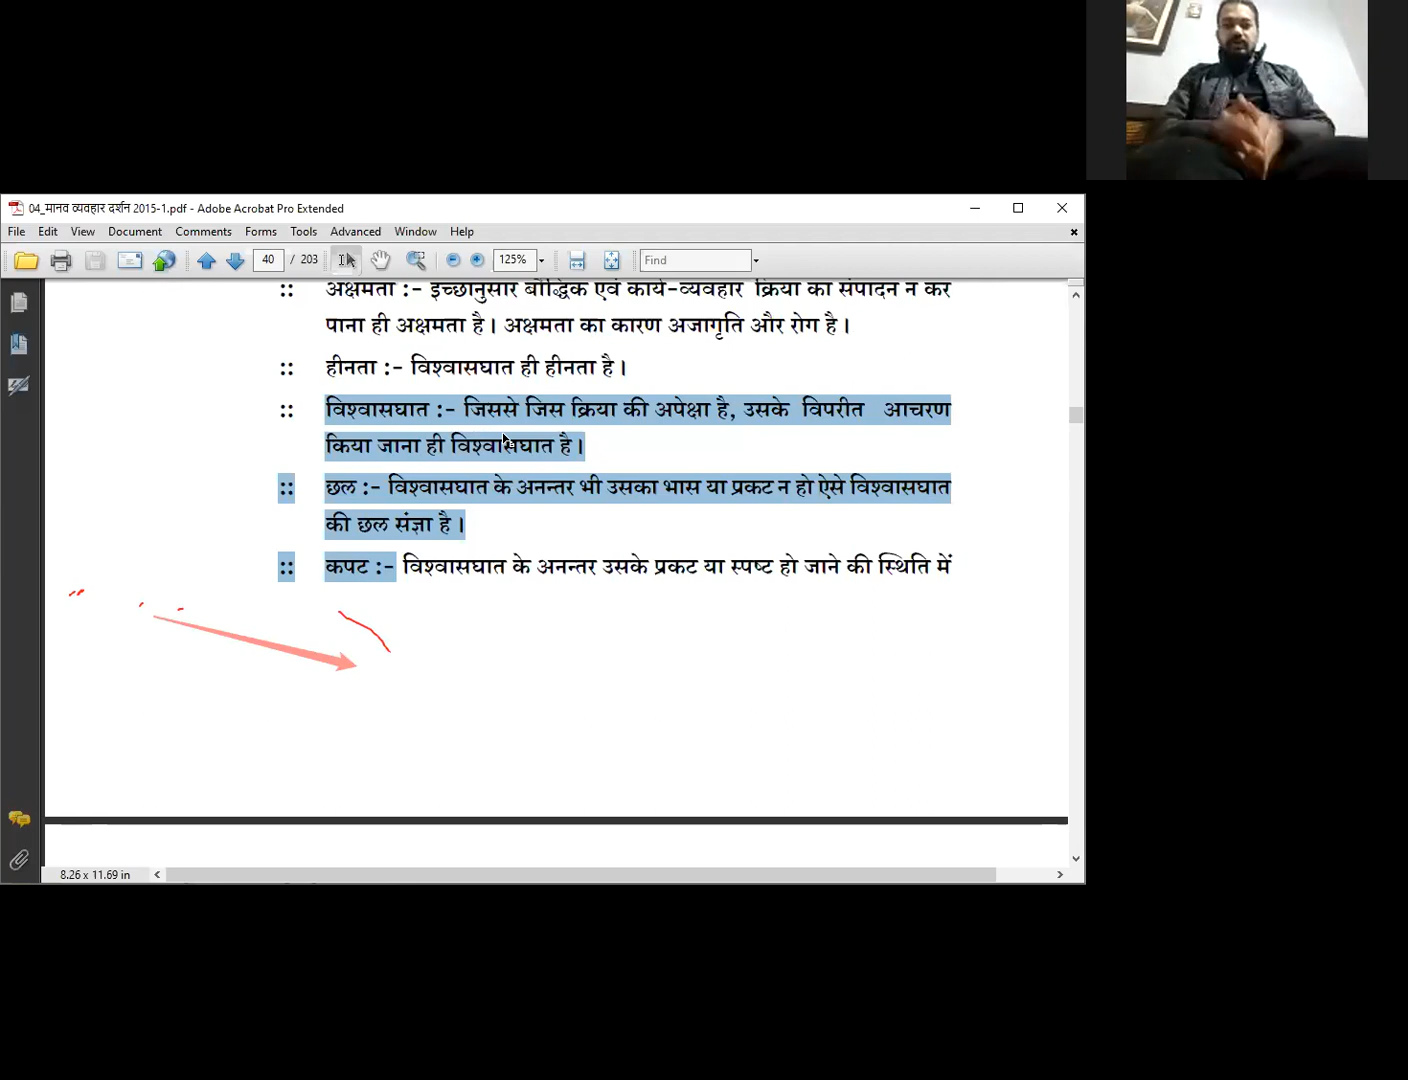 04_मानव व्यवहार दर्शन 2015-1.pdf - Adobe Acrobat Pro Extended
File Edit View Document Comments Forms Tools Advanced Window Help
40 / 203 125% Find
:: अक्षमता :- इच्छानुसार बौद्धिक एवं कार्य-व्यवहार क्रिया का संपादन न कर
पाना ही अक्षमता है। अक्षमता का कारण अजागृति और रोग है।
:: हीनता :- विश्वासघात ही हीनता है।
:: विश्वासघात :- जिससे जिस क्रिया की अपेक्षा है, उसके विपरीत आचरण
किया जाना ही विश्वासघात है।
:: छल :- विश्वासघात के अनन्तर भी उसका भास या प्रकट न हो ऐसे विश्वासघात
की छल संज्ञा है।
:: कपट :- विश्वासघात के अनन्तर उसके प्रकट या स्पष्ट हो जाने की स्थिति में
8.26 x 11.69 in